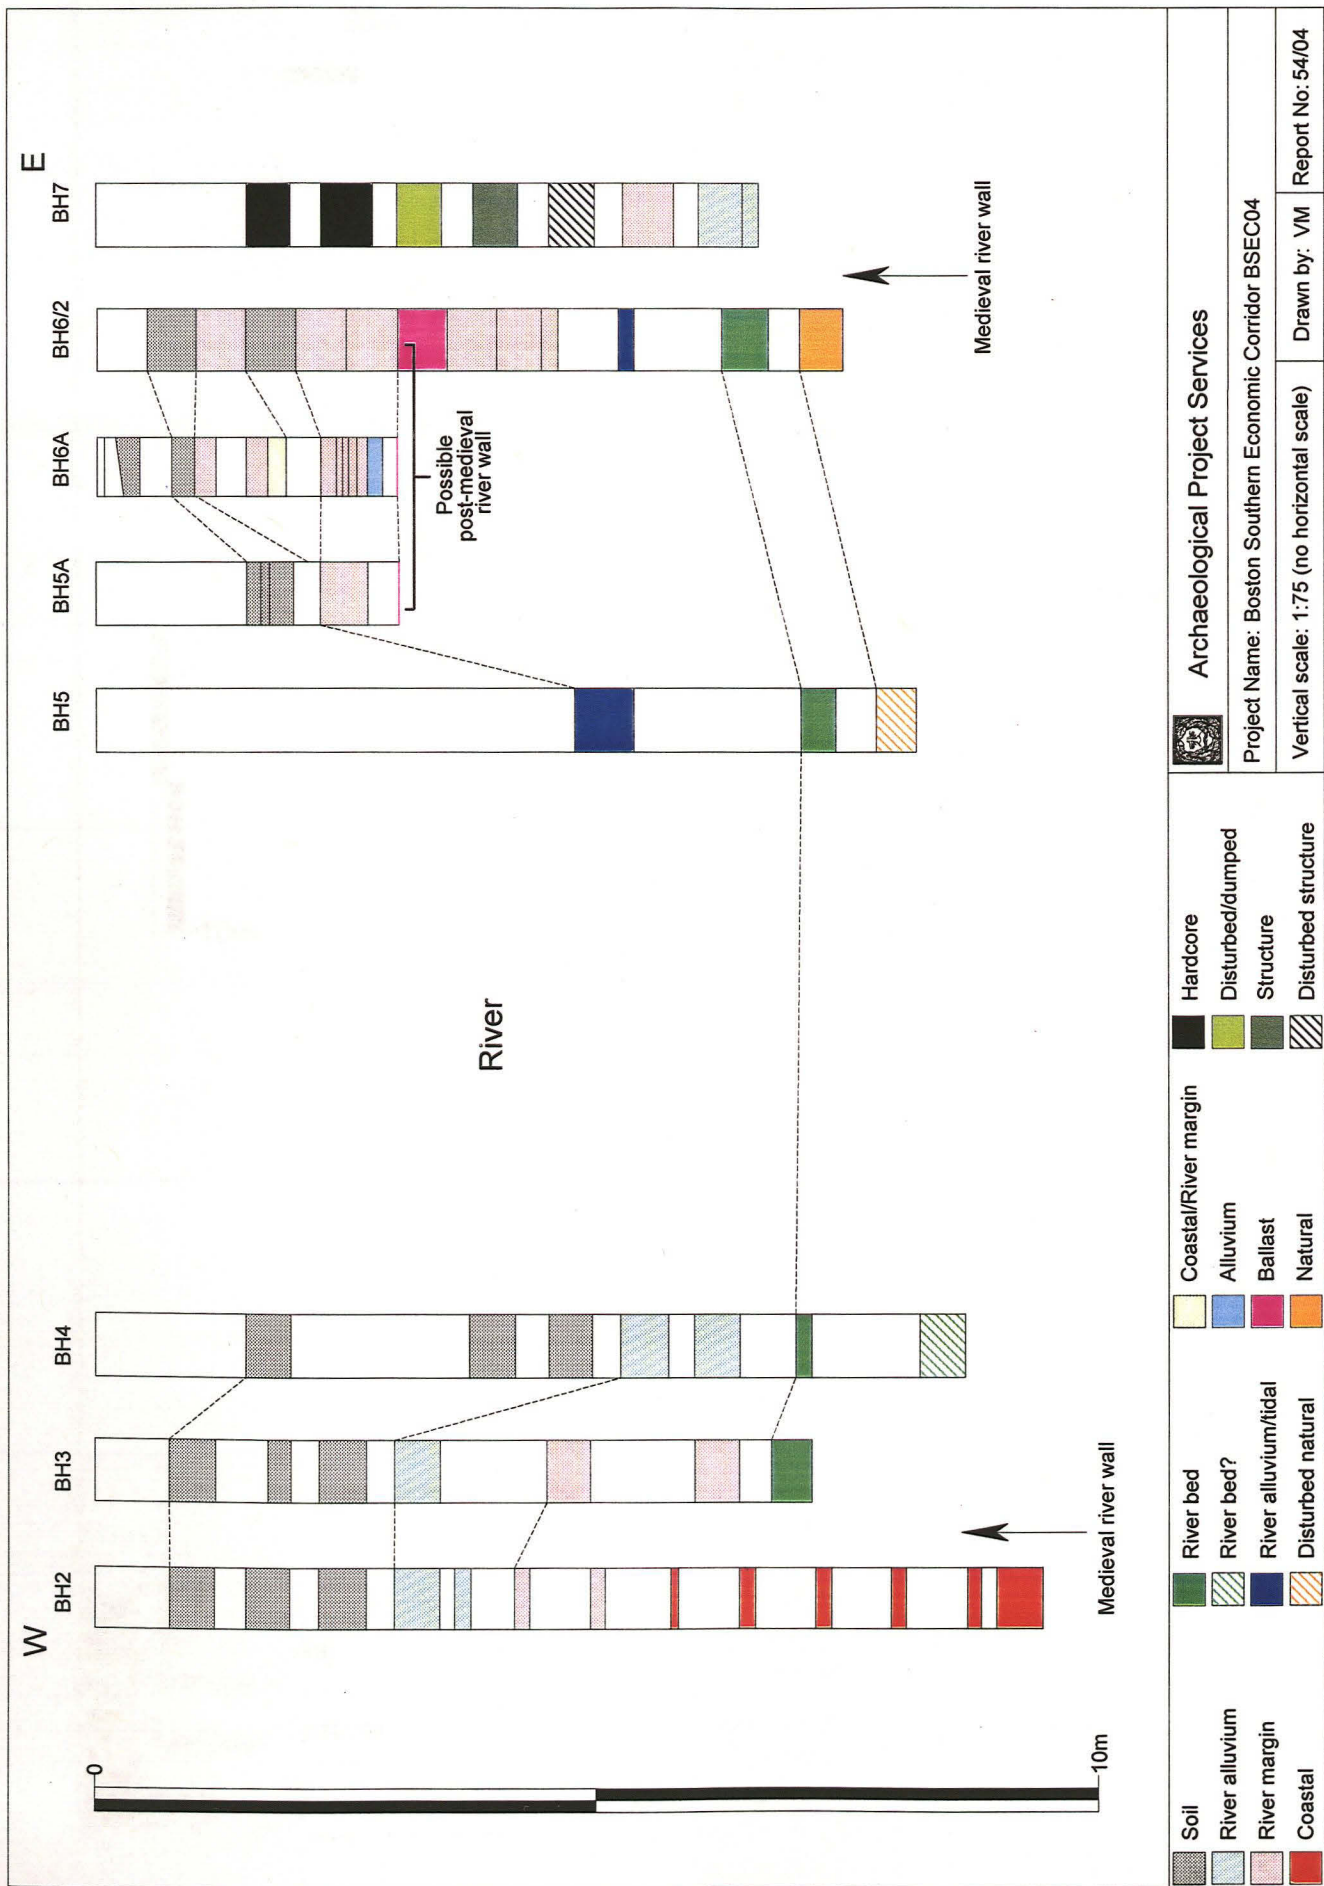 W
E
BH2
BH3
BH4
BH5
BH5A
BH6A
BH6/2
BH7
0
10m
River
Possible
post-medieval
river wall
Medieval river wall
Medieval river wall
Soil
River alluvium
River margin
Coastal
River bed
River bed?
River alluvium/tidal
Disturbed natural
Coastal/River margin
Alluvium
Ballast
Natural
Hardcore
Disturbed/dumped
Structure
Disturbed structure
Archaeological Project Services
Project Name: Boston Southern Economic Corridor BSEC04
Vertical scale: 1:75 (no horizontal scale)
Drawn by: VM
Report No: 54/04